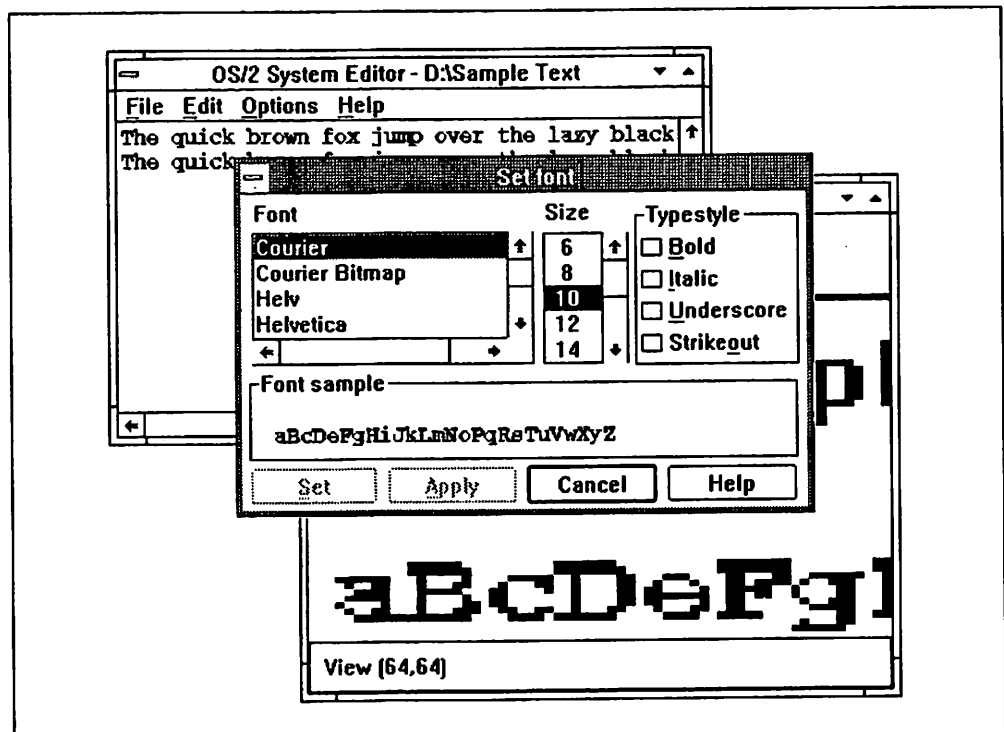 OS/2 System Editor - D:\Sample Text
File Edit Options Help
The quick brown fox jump over the lazy black
The quick
Set font
Font
Courier
Courier Bitmap
Helv
Helvetica
Size
6
8
10
12
14
Typestyle
Bold
Italic
Underscore
Strikeout
Font sample
aBcDeFgHiJkLmNoPqRsTuVwXyZ
Set Apply Cancel Help
p
aBcDeFg
View (64,64)